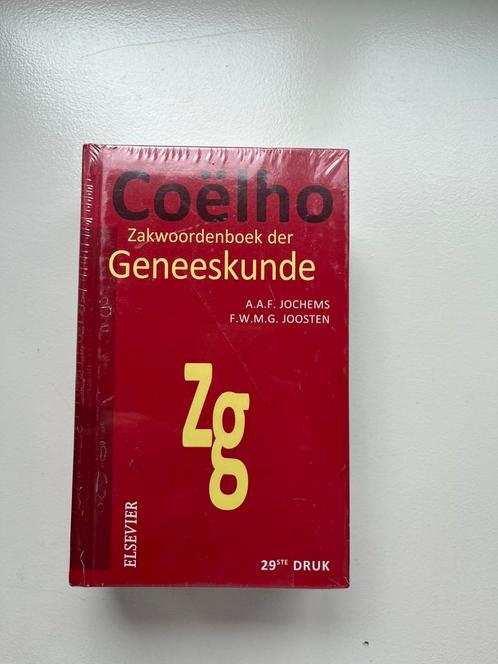 Coëlho
Zakwoordenboek der
Geneeskunde
A.A.F. JOCHEMS
F.W.M.G. JOOSTEN
Zg
ELSEVIER
29STE DRUK